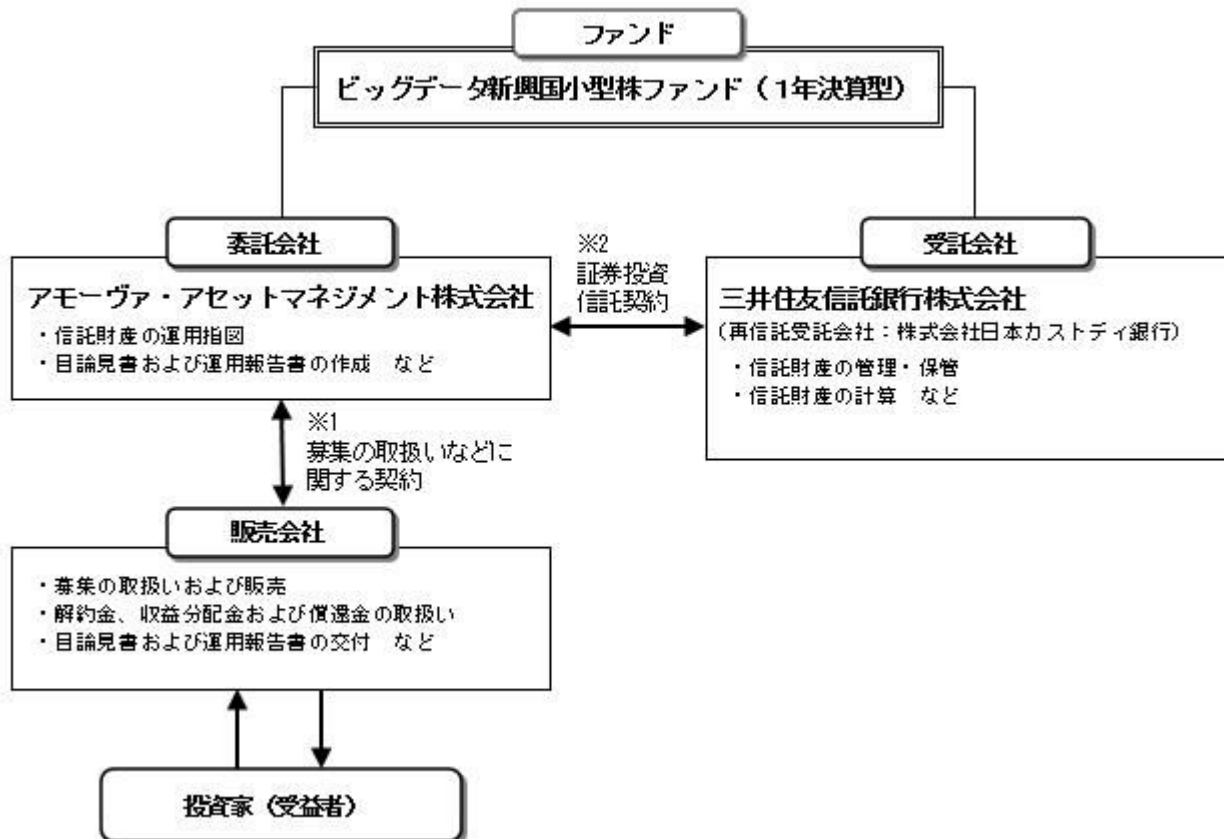 ファンド
ビッグデータ新興国小型株ファンド（1年決算型）
委託会社
アモーヴァ・アセットマネジメント株式会社
・信託財産の運用指図
・目論見書および運用報告書の作成　など
※2
証券投資
信託契約
受託会社
三井住友信託銀行株式会社
（再信託受託会社：株式会社日本カストディ銀行）
・信託財産の管理・保管
・信託財産の計算　など
※1
募集の取扱いなどに
関する契約
販売会社
・募集の取扱いおよび販売
・解約金、収益分配金および償還金の取扱い
・目論見書および運用報告書の交付　など
投資家（受益者）